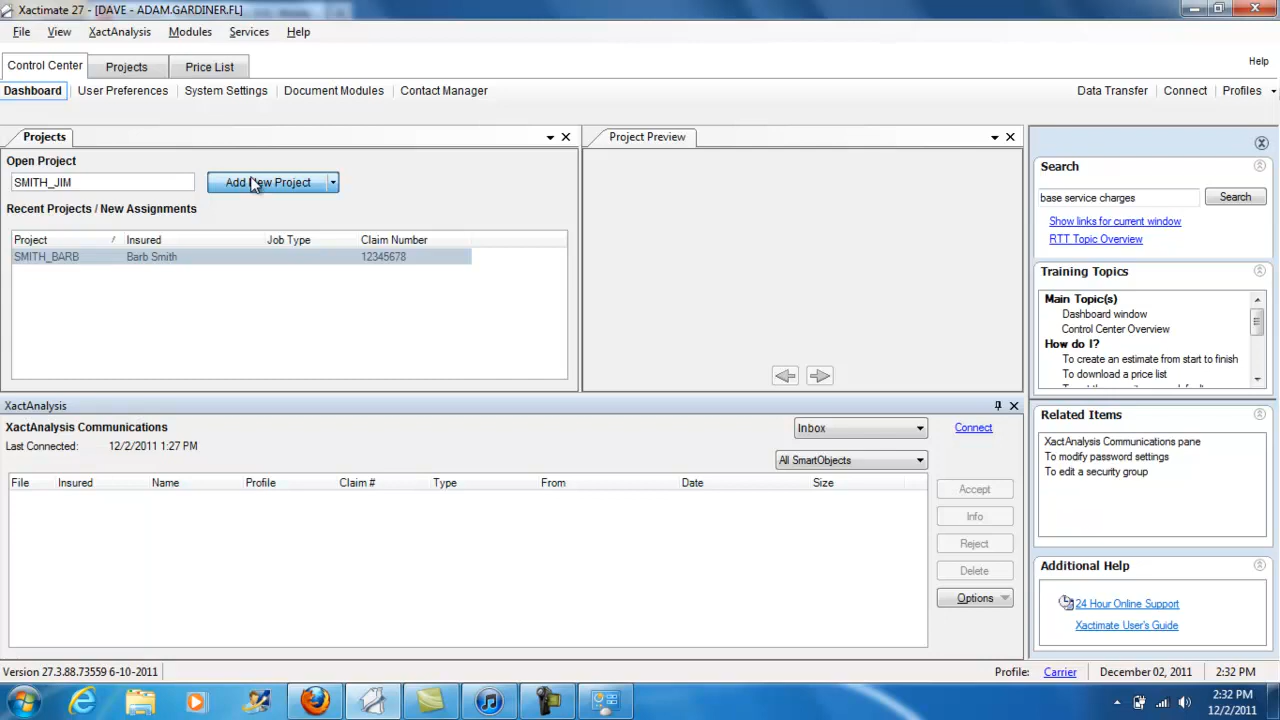 Xactimate 27 - [DAVE - ADAM.GARDINER.FL]
File View XactAnalysis Modules Services Help
Control Center Projects Price List Help
Dashboard User Preferences System Settings Document Modules Contact Manager Data Transfer Connect Profiles
Projects
Open Project
SMITH_JIM Add New Project
Recent Projects / New Assignments
Project / Insured Job Type Claim Number
SMITH_BARB Barb Smith 12345678
Project Preview
Search
base service charges Search
Show links for current window
RTT Topic Overview
Training Topics
Main Topic(s)
Dashboard window
Control Center Overview
How do I?
To create an estimate from start to finish
To download a price list
XactAnalysis
XactAnalysis Communications Inbox Connect
Last Connected: 12/2/2011 1:27 PM
All SmartObjects
File Insured Name Profile Claim # Type From Date Size
Accept
Info
Reject
Delete
Options
Related Items
XactAnalysis Communications pane
To modify password settings
To edit a security group
Additional Help
24 Hour Online Support
Xactimate User's Guide
Version 27.3.88.73559 6-10-2011 Profile: Carrier December 02, 2011 2:32 PM
2:32 PM
12/2/2011